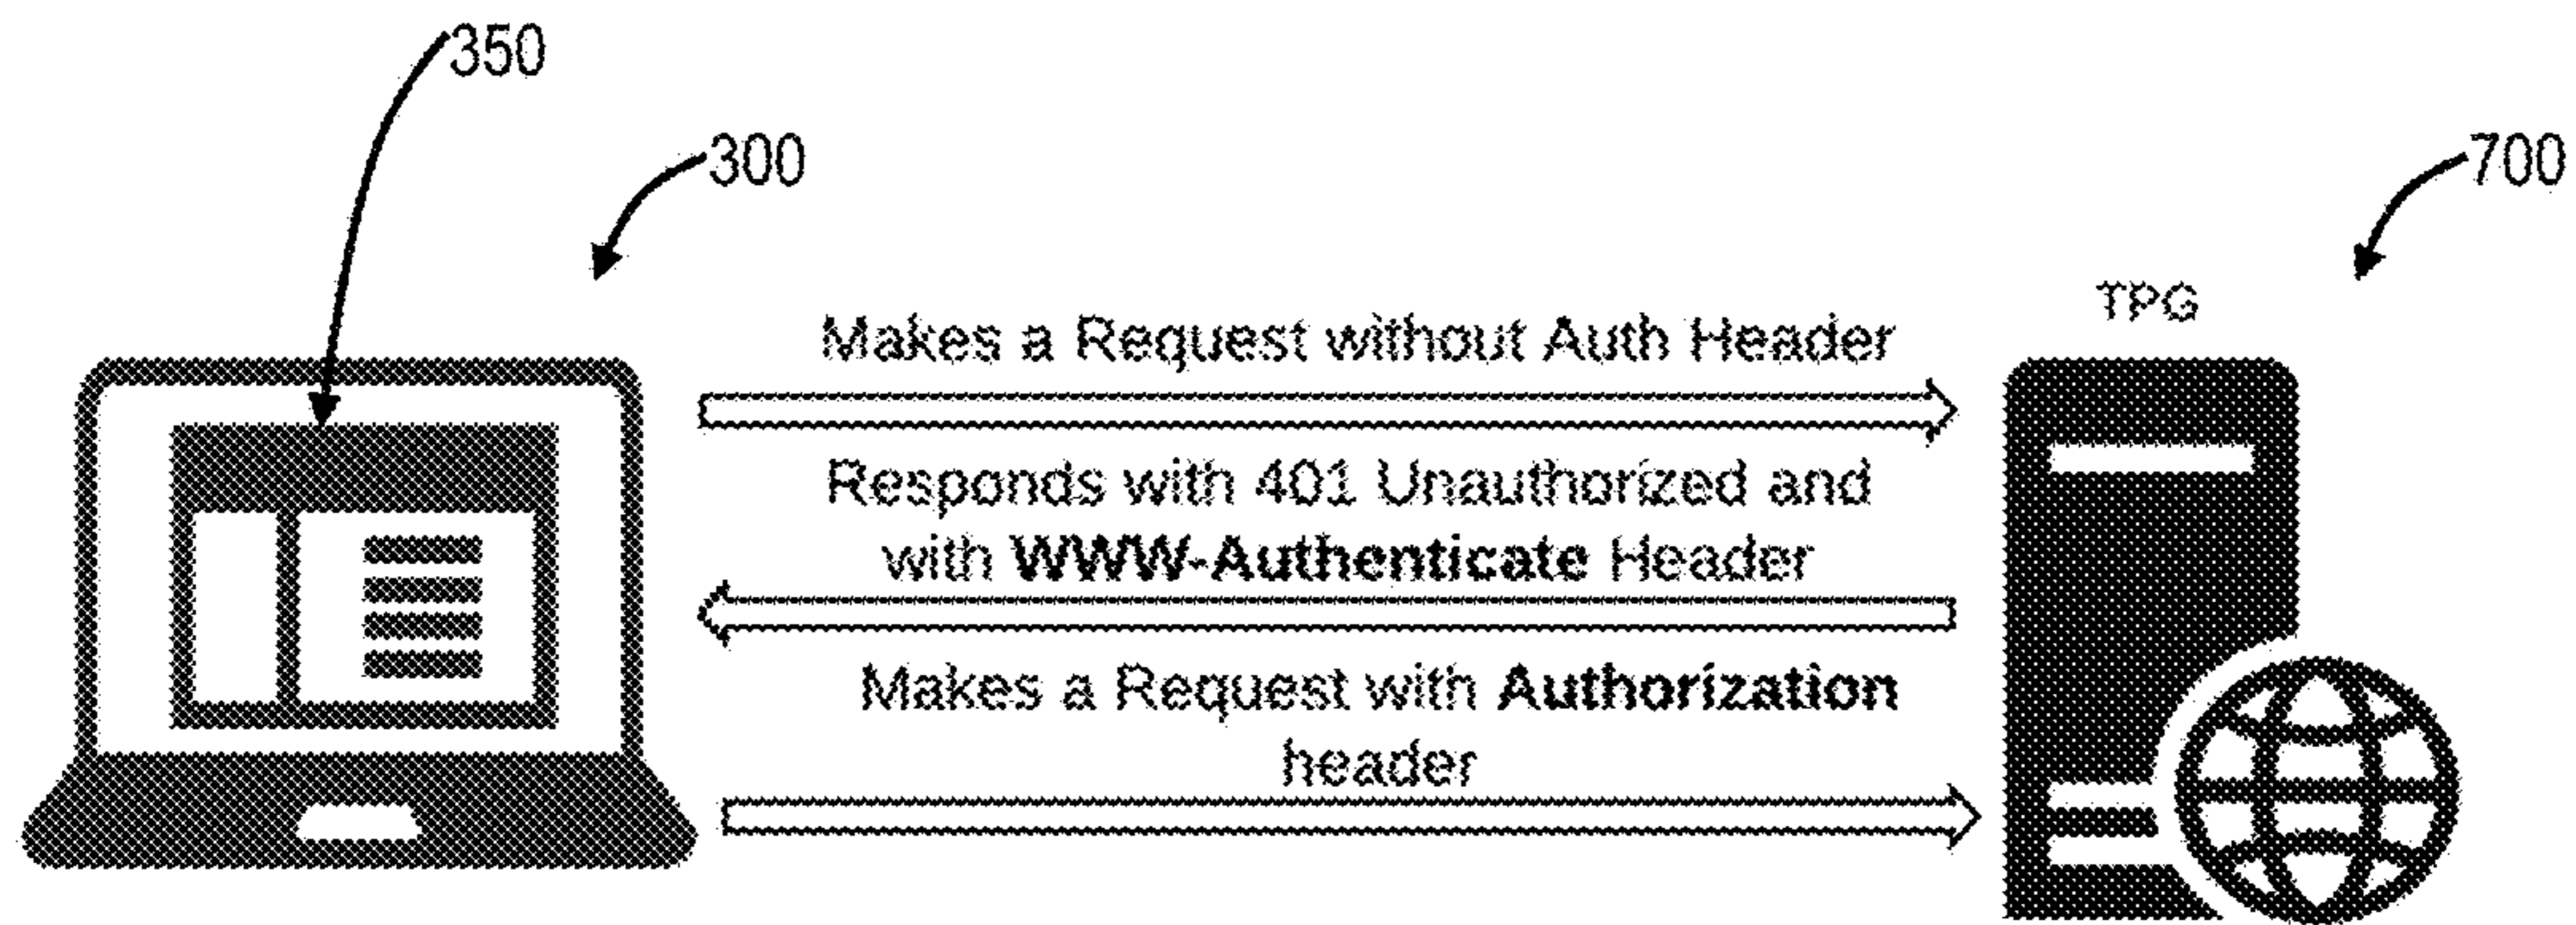 350
300
700
TPG
Makes a Request without Auth Header
Responds with 401 Unauthorized and
with WWW-Authenticate Header
Makes a Request with Authorization
header